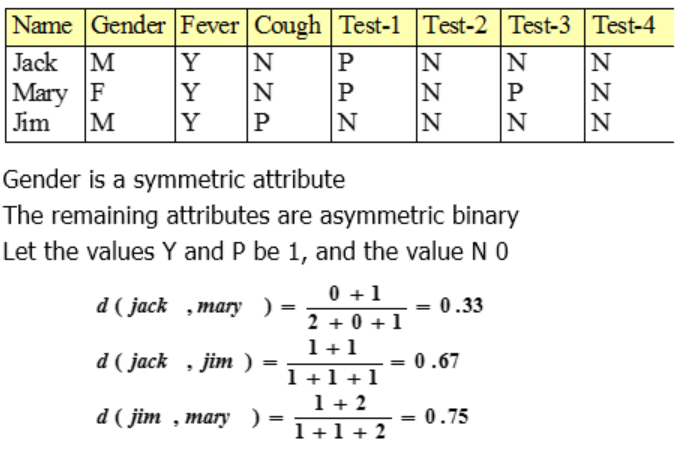 Name Gender Fever Cough Test-1 Test-2 Test-3 Test-4
Jack M Y N P N N N
Mary F Y N P N P N
Jim M Y P N N N N
Gender is a symmetric attribute
The remaining attributes are asymmetric binary
Let the values Y and P be 1, and the value N 0
d ( jack , mary ) = \frac{0 + 1}{2 + 0 + 1} = 0.33
d ( jack , jim ) = \frac{1 + 1}{1 + 1 + 1} = 0.67
d ( jim , mary ) = \frac{1 + 2}{1 + 1 + 2} = 0.75